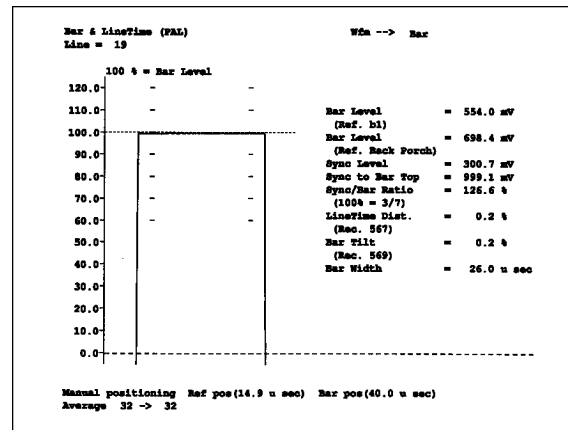 Bar & LineTime (PAL)
Wfm --> Bar
Line = 19
100 % = Bar Level
120.0
110.0
100.0
90.0
80.0
70.0
60.0
50.0
40.0
30.0
20.0
10.0
0.0
Bar Level = 554.0 mV
(Ref. b1)
Bar Level = 698.4 mV
(Ref. Back Porch)
Sync Level = 300.7 mV
Sync to Bar Top = 999.1 mV
Sync/Bar Ratio = 126.6 %
(100% = 3/7)
LineTime Dist. = 0.2 %
(Rec. 567)
Bar Tilt = 0.2 %
(Rec. 569)
Bar Width = 26.0 u sec
Manual positioning Ref pos(14.9 u sec) Bar pos(40.0 u sec)
Average 32 -> 32